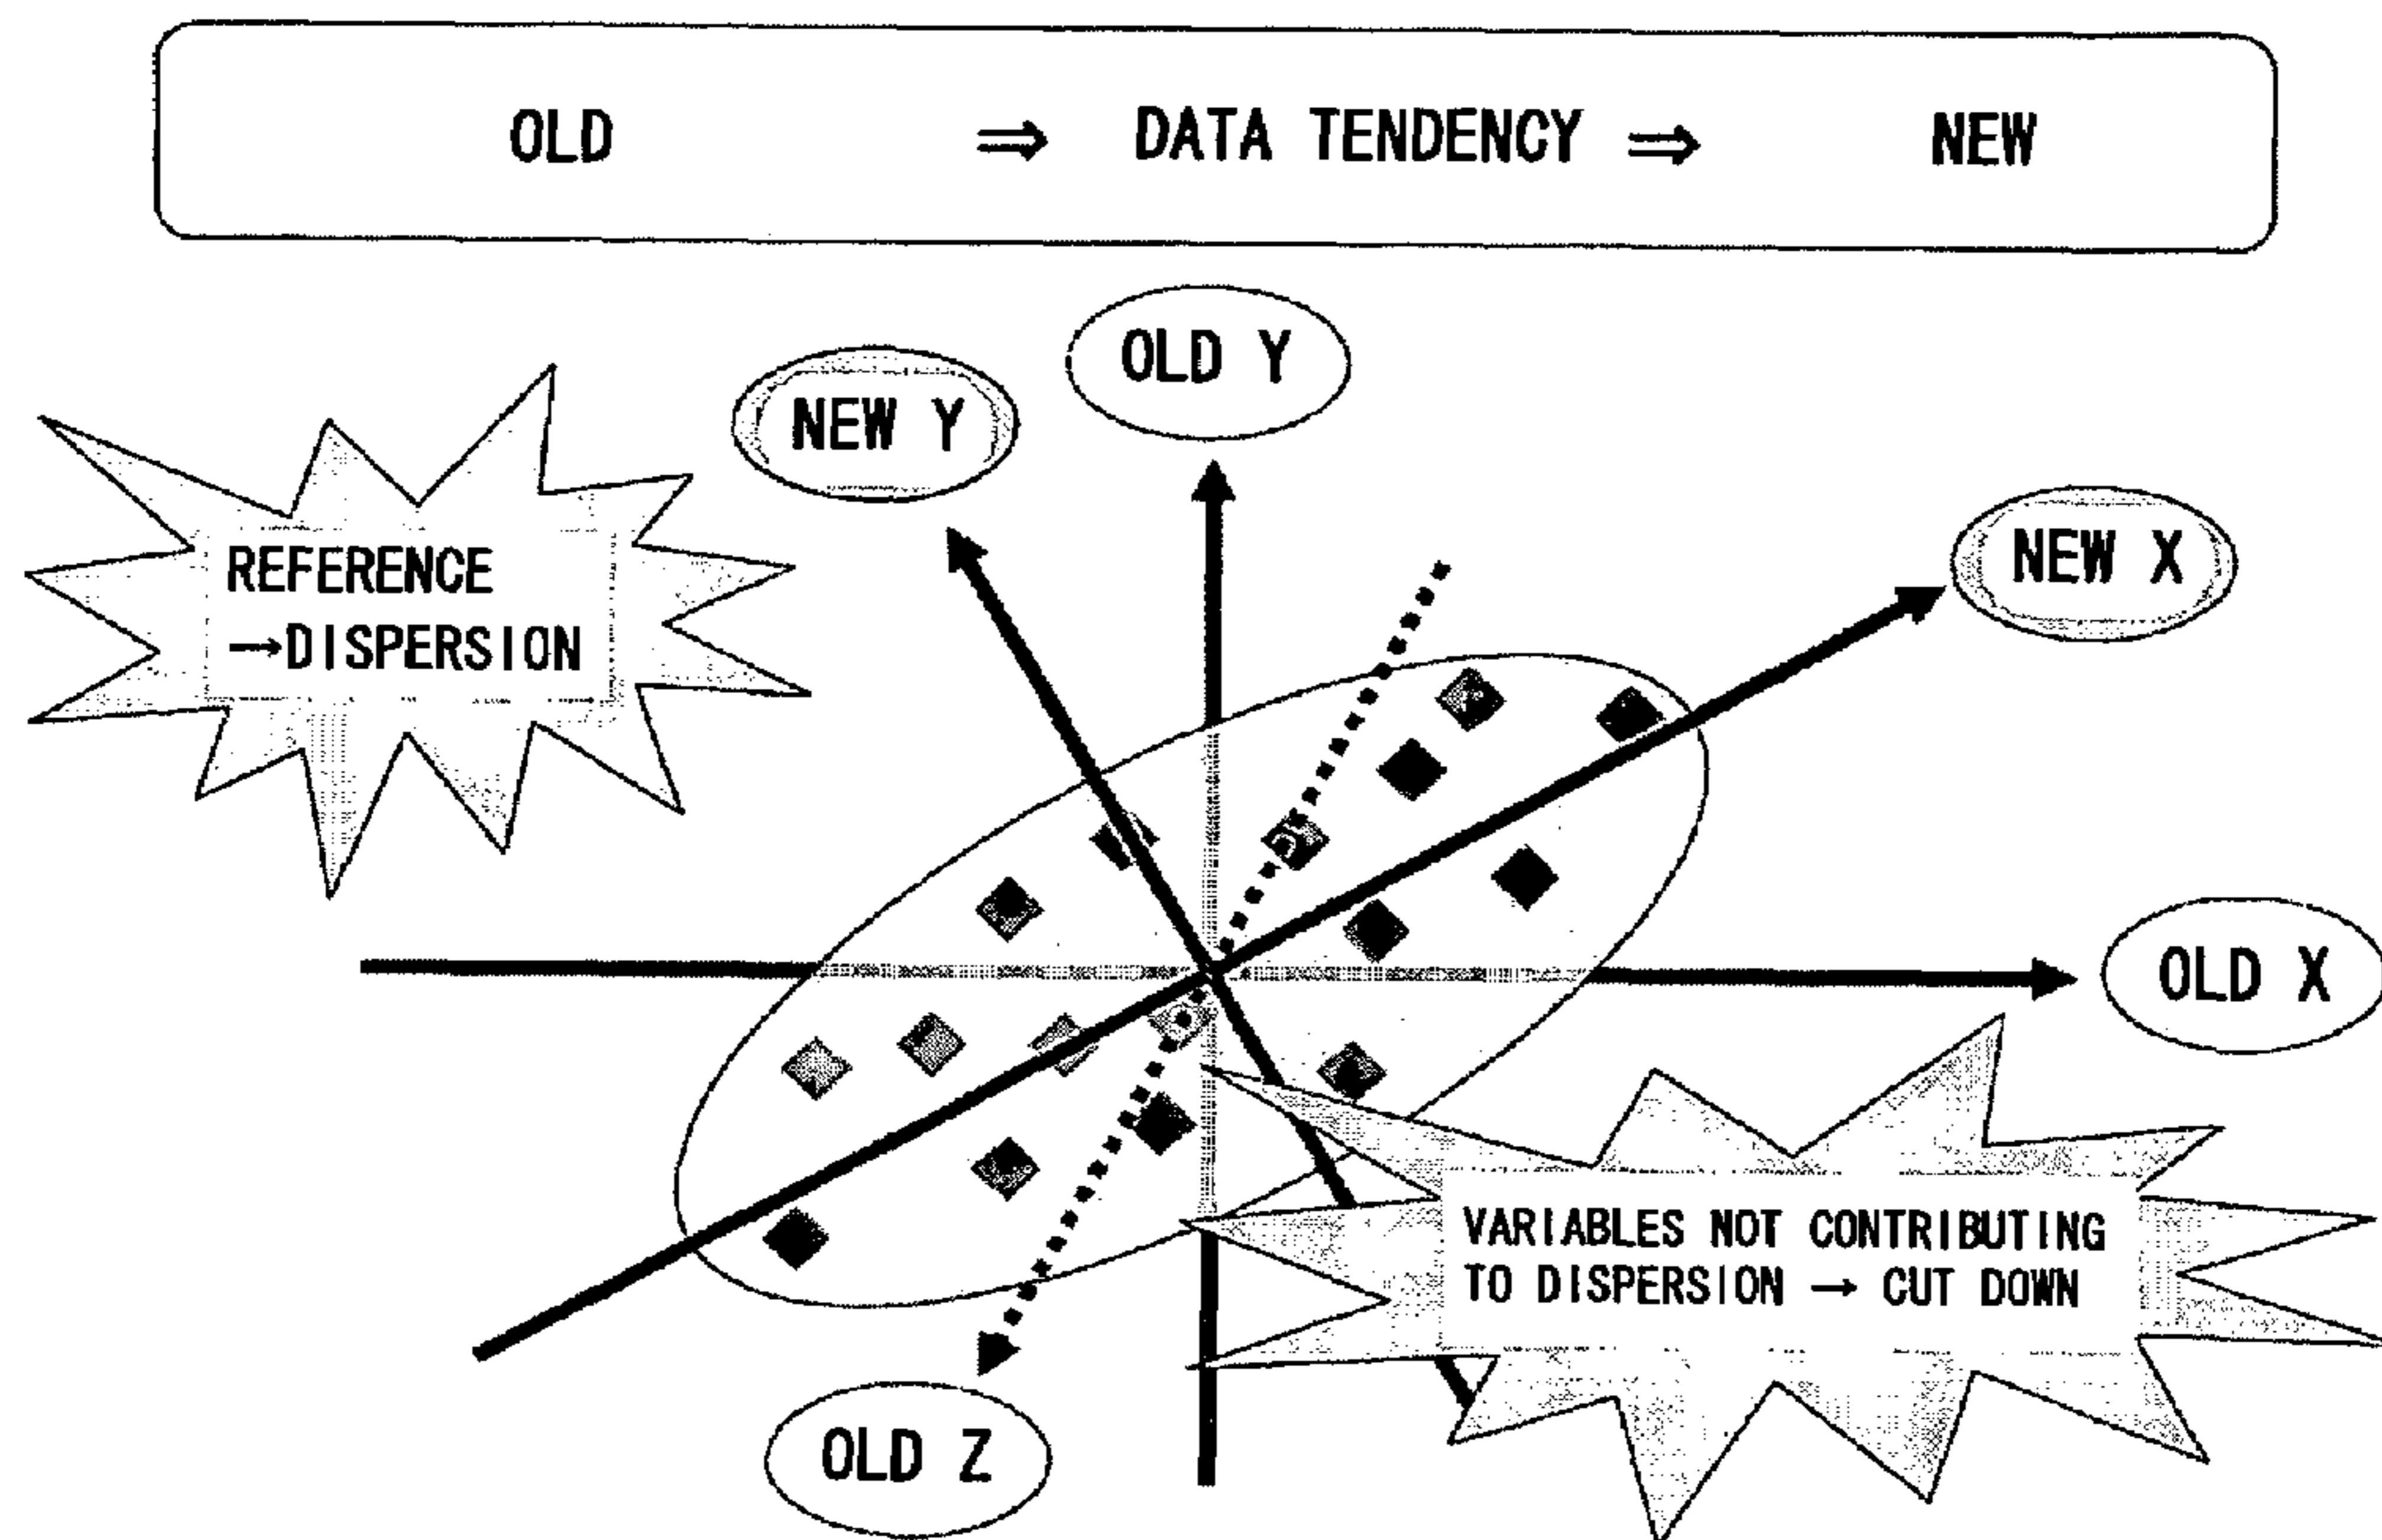 OLD ⇒ DATA TENDENCY ⇒ NEW
OLD Y
NEW Y
NEW X
REFERENCE
→DISPERSION
OLD X
VARIABLES NOT CONTRIBUTING
TO DISPERSION → CUT DOWN
OLD Z